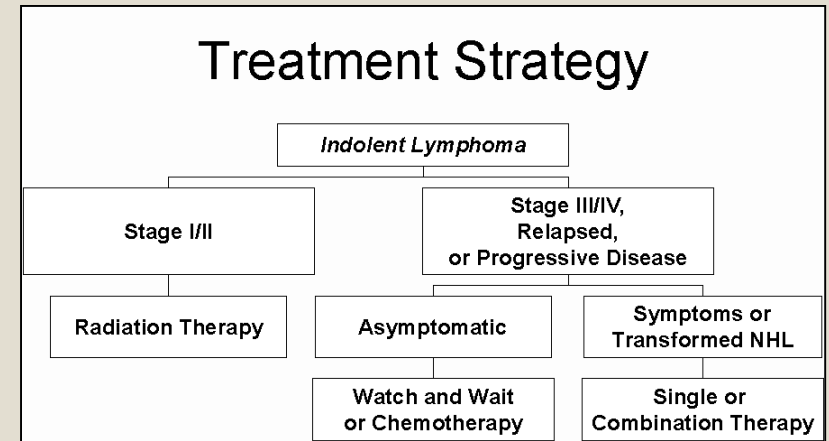 Treatment Strategy
Indolent Lymphoma
Stage I/II
Stage III/IV,
Relapsed,
or Progressive Disease
Radiation Therapy
Asymptomatic
Symptoms or
Transformed NHL
Watch and Wait
or Chemotherapy
Single or
Combination Therapy